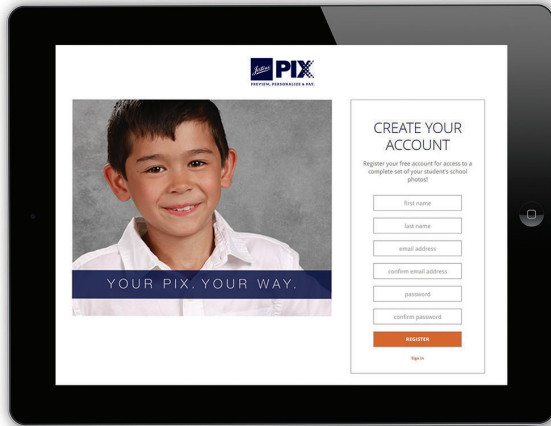 PIX
PREVIEW, PERSONALIZE & PAY.
YOUR PIX. YOUR WAY.
CREATE YOUR
ACCOUNT
Register your free account for access to a
complete set of your student's school
photos!
first name
last name
email address
confirm email address
password
confirm password
REGISTER
Sign In